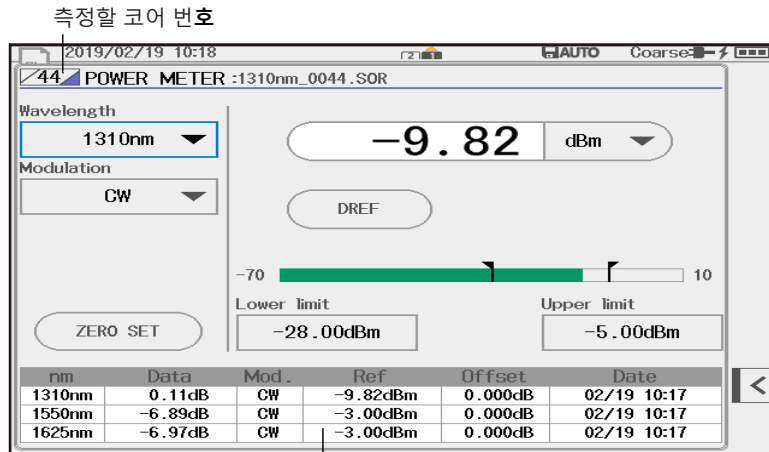 측정할 코어 번호
2019/02/19 10:18 2 1 AUTO Coarse
44 POWER METER :1310nm_0044.SOR
Wavelength
1310nm
-9.82 dBm
Modulation
CW
DREF
-70 10
Lower limit Upper limit
ZERO SET -28.00dBm -5.00dBm
nm Data Mod. Ref Offset Date
1310nm 0.11dB CW -9.82dBm 0.000dB 02/19 10:17
1550nm -6.89dB CW -3.00dBm 0.000dB 02/19 10:17
1625nm -6.97dB CW -3.00dBm 0.000dB 02/19 10:17